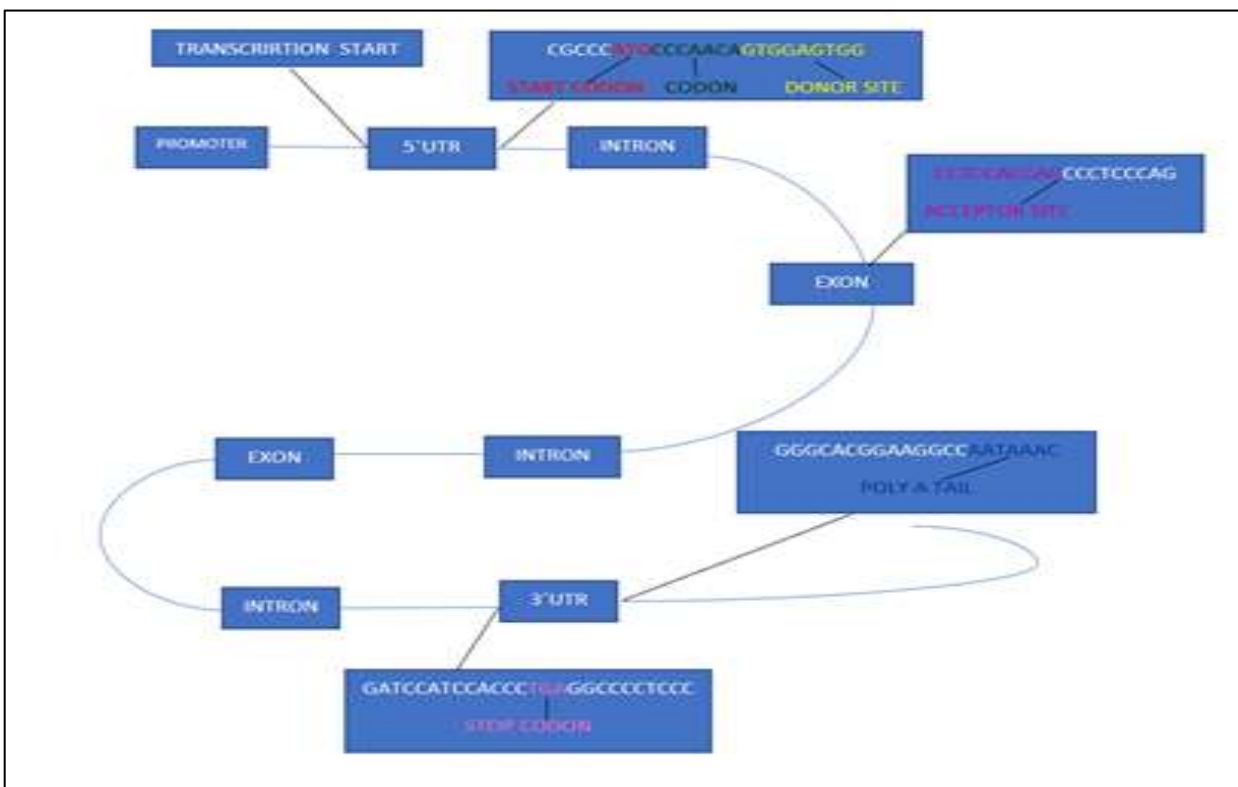 TRANSCRIRTION START
CGCCCATGCCCAACAGTGGAGTGG
START CODON CODON DONOR SITE
PROMOTER
5'UTR
INTRON
CCCTCCCAG
ACCEPTOR SITE
EXON
EXON
INTRON
GGGCACGGAAGGCCAATAAAC
POLY A TAIL
INTRON
3'UTR
GATCCATCCACCCTGAGGCCCCTCCC
STOP CODON